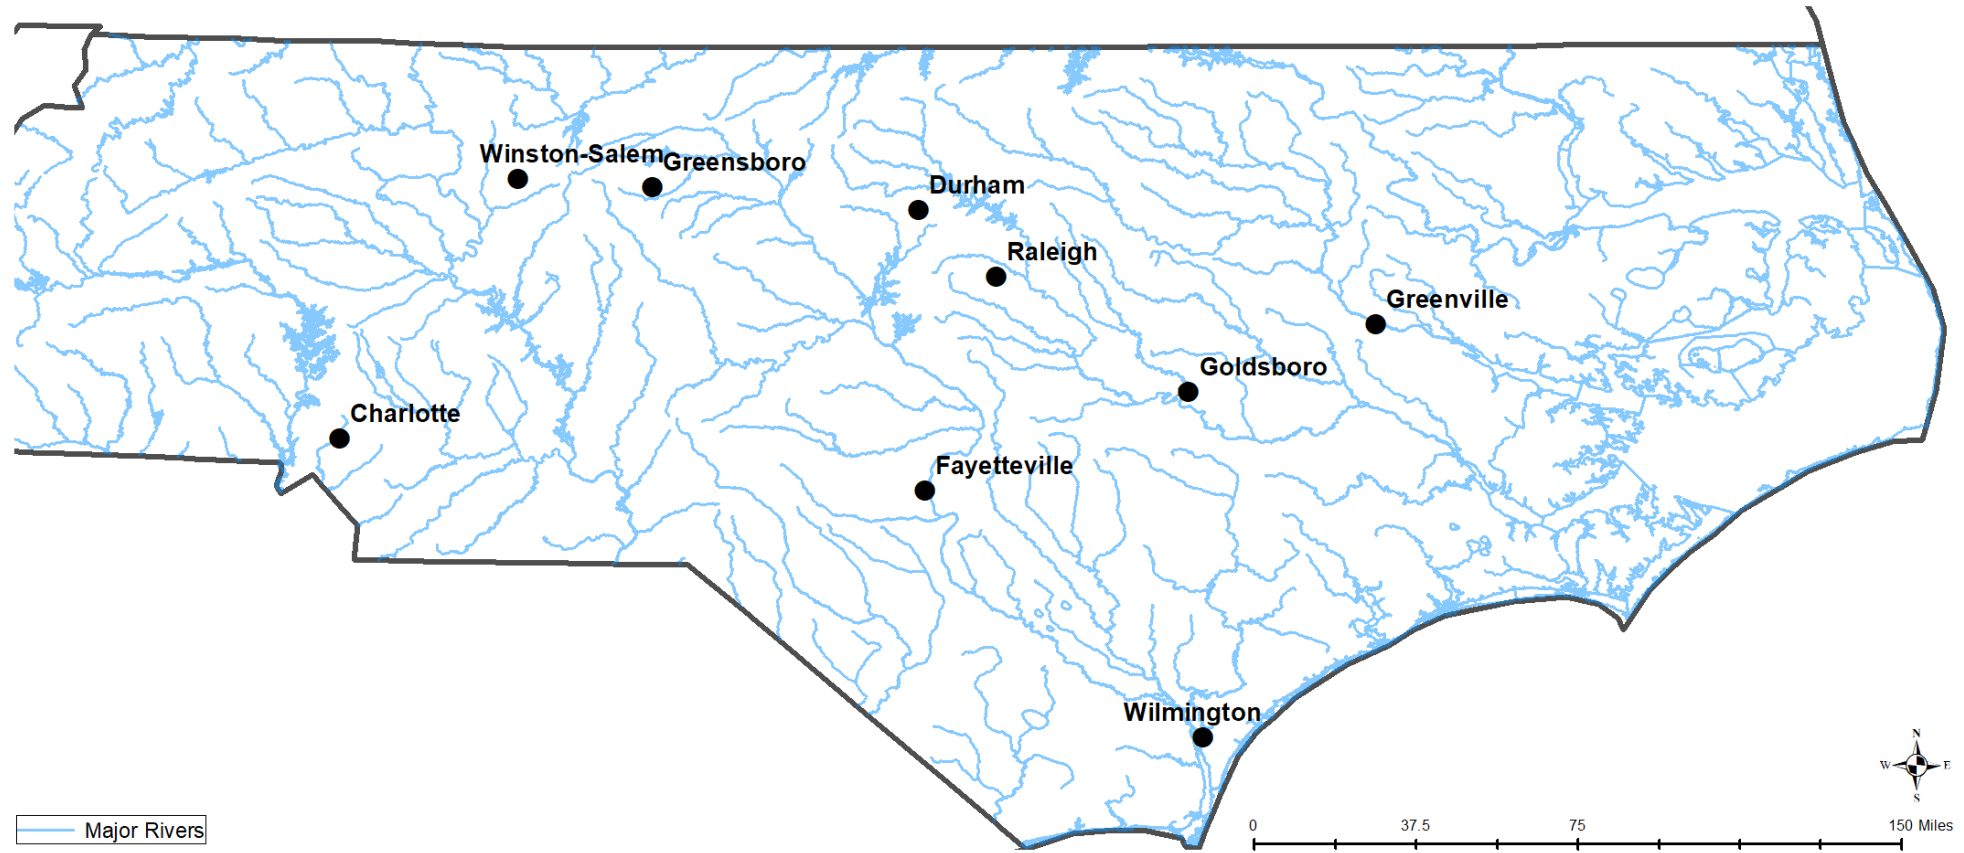 Winston-Salem
Greensboro
Durham
Raleigh
Greenville
Goldsboro
Charlotte
Fayetteville
Wilmington
N
W E
S
Major Rivers
0 37.5 75 150 Miles